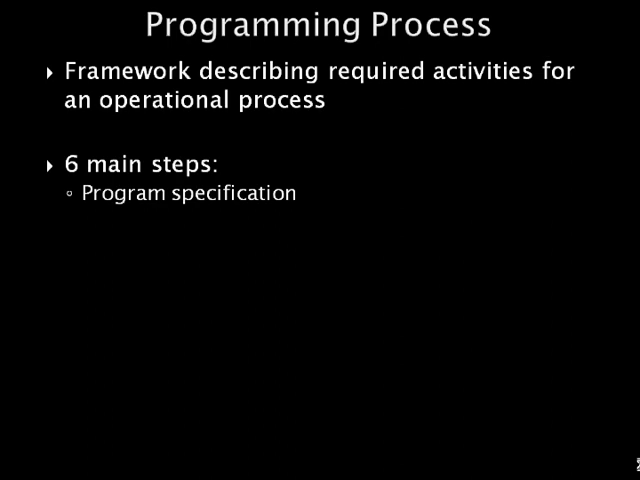 Programming Process
Framework describing required activities for
an operational process
6 main steps:
Program specification